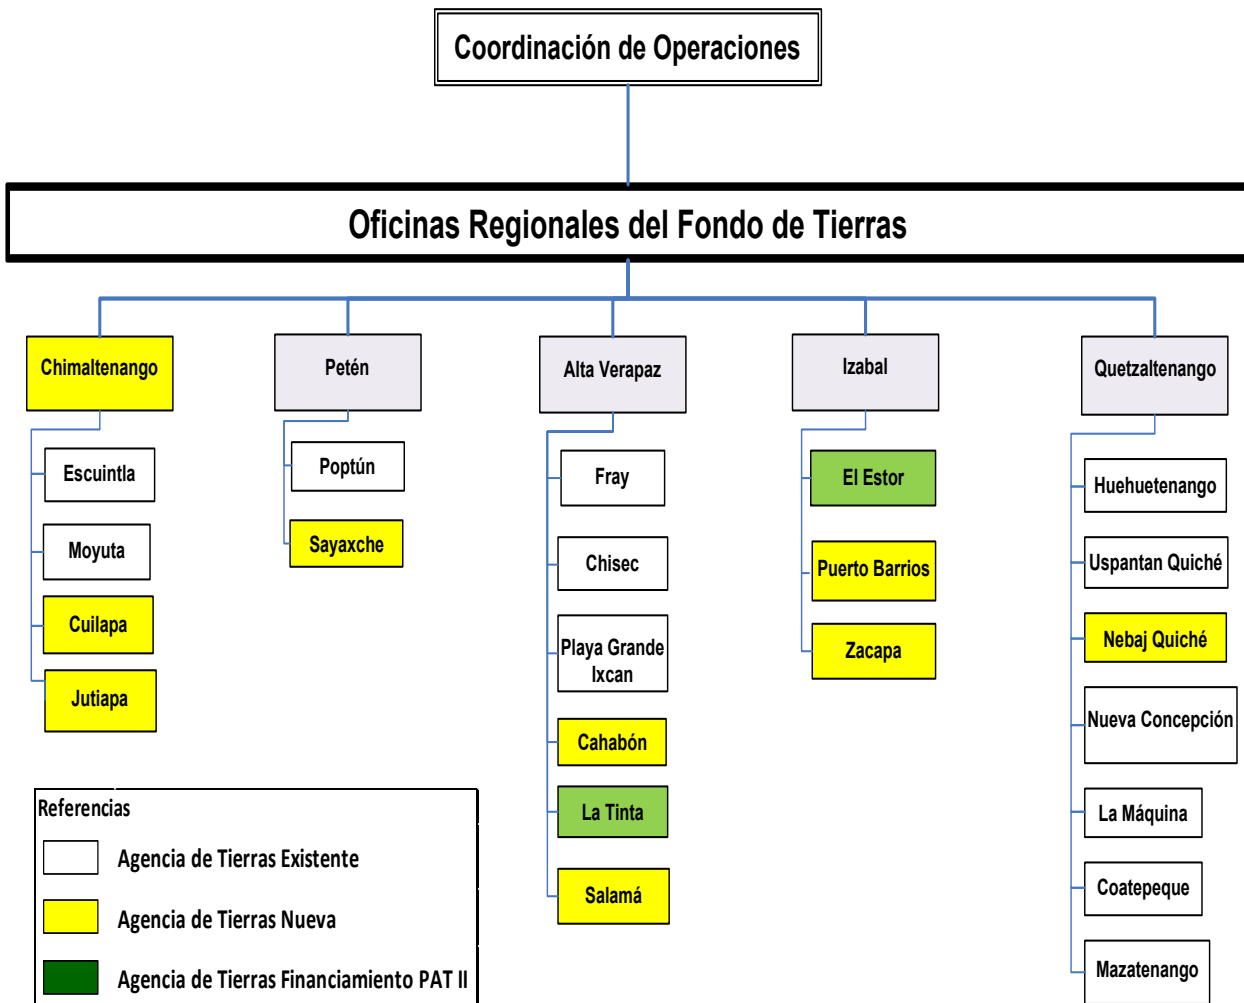 Coordinación de Operaciones
Oficinas Regionales del Fondo de Tierras
Chimaltenango
Escuintla
Moyuta
Cuilapa
Jutiapa
Petén
Poptún
Sayaxche
Alta Verapaz
Fray
Chisec
Playa Grande
Ixcan
Cahabón
La Tinta
Salamá
Izabal
El Estor
Puerto Barrios
Zacapa
Quetzaltenango
Huehuetenango
Uspantan Quiché
Nebaj Quiché
Nueva Concepción
La Máquina
Coatepeque
Mazatenango
Referencias
Agencia de Tierras Existente
Agencia de Tierras Nueva
Agencia de Tierras Financiamiento PAT II